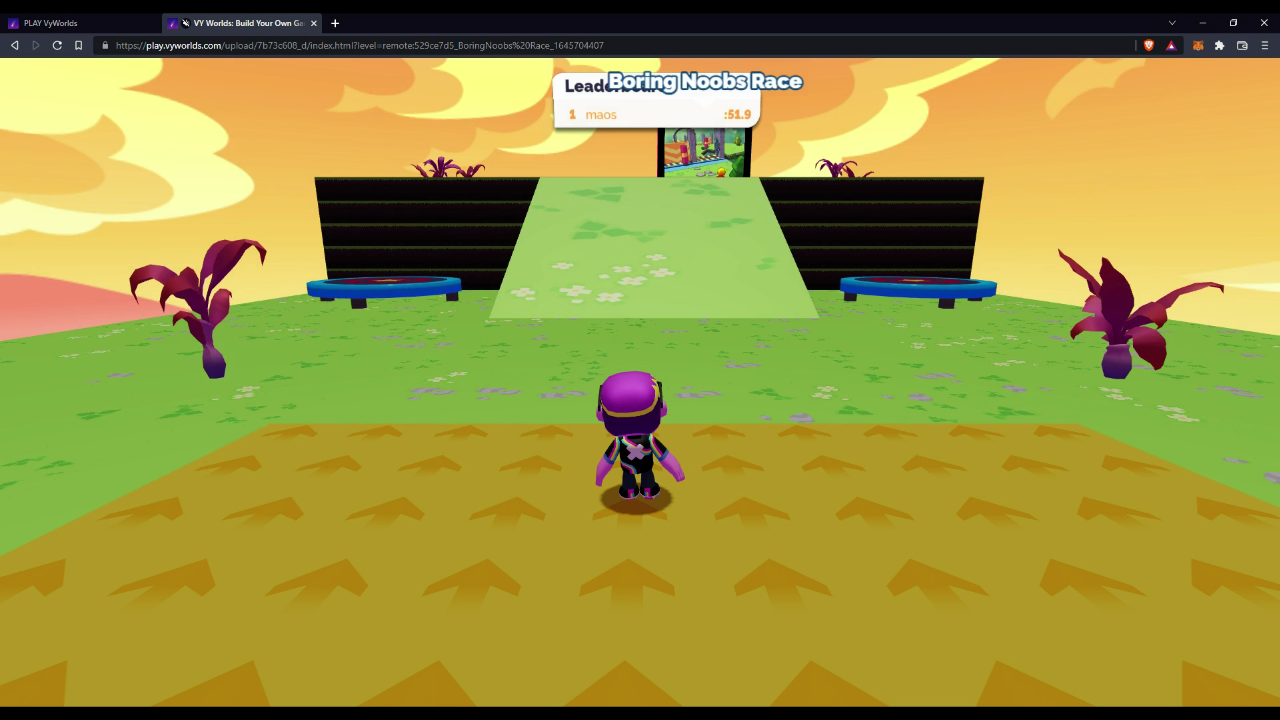 PLAY VyWorlds
VY Worlds: Build Your Own Ga
https://play.vyworlds.com/upload/7b73c608_d/index.html?level=remote:529ce7d5_BoringNoobs%20Race_1645704407
Boring Noobs Race
1 maos :51.9